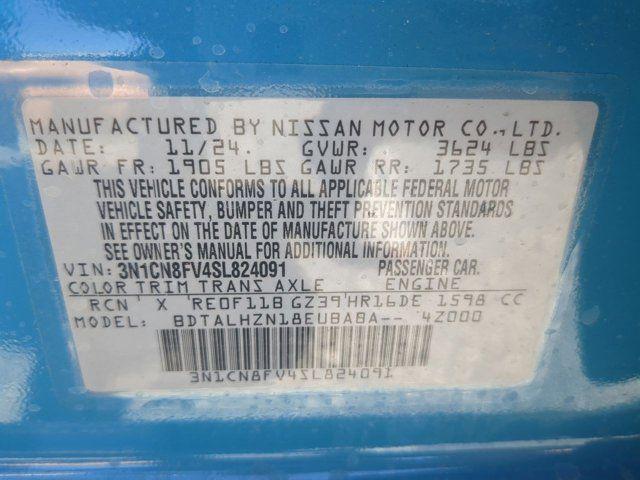 MANUFACTURED BY NISSAN MOTOR CO., LTD.
DATE: 11/24. GVWR: 3624 LBS
GAWR FR: 1905 LBS GAWR RR: 1735 LBS
THIS VEHICLE CONFORMS TO ALL APPLICABLE FEDERAL MOTOR
VEHICLE SAFETY, BUMPER AND THEFT PREVENTION STANDARDS
IN EFFECT ON THE DATE OF MANUFACTURE SHOWN ABOVE.
SEE OWNER'S MANUAL FOR ADDITIONAL INFORMATION.
VIN: 3N1CN8FV4SL824091 PASSENGER CAR.
COLOR TRIM TRANS AXLE ENGINE
RCN X RE0F11B GZ39 HR16DE 1598 CC
MODEL: BDTALHZN18EUBABA-- 4Z000
3N1CN8FV4SL824091